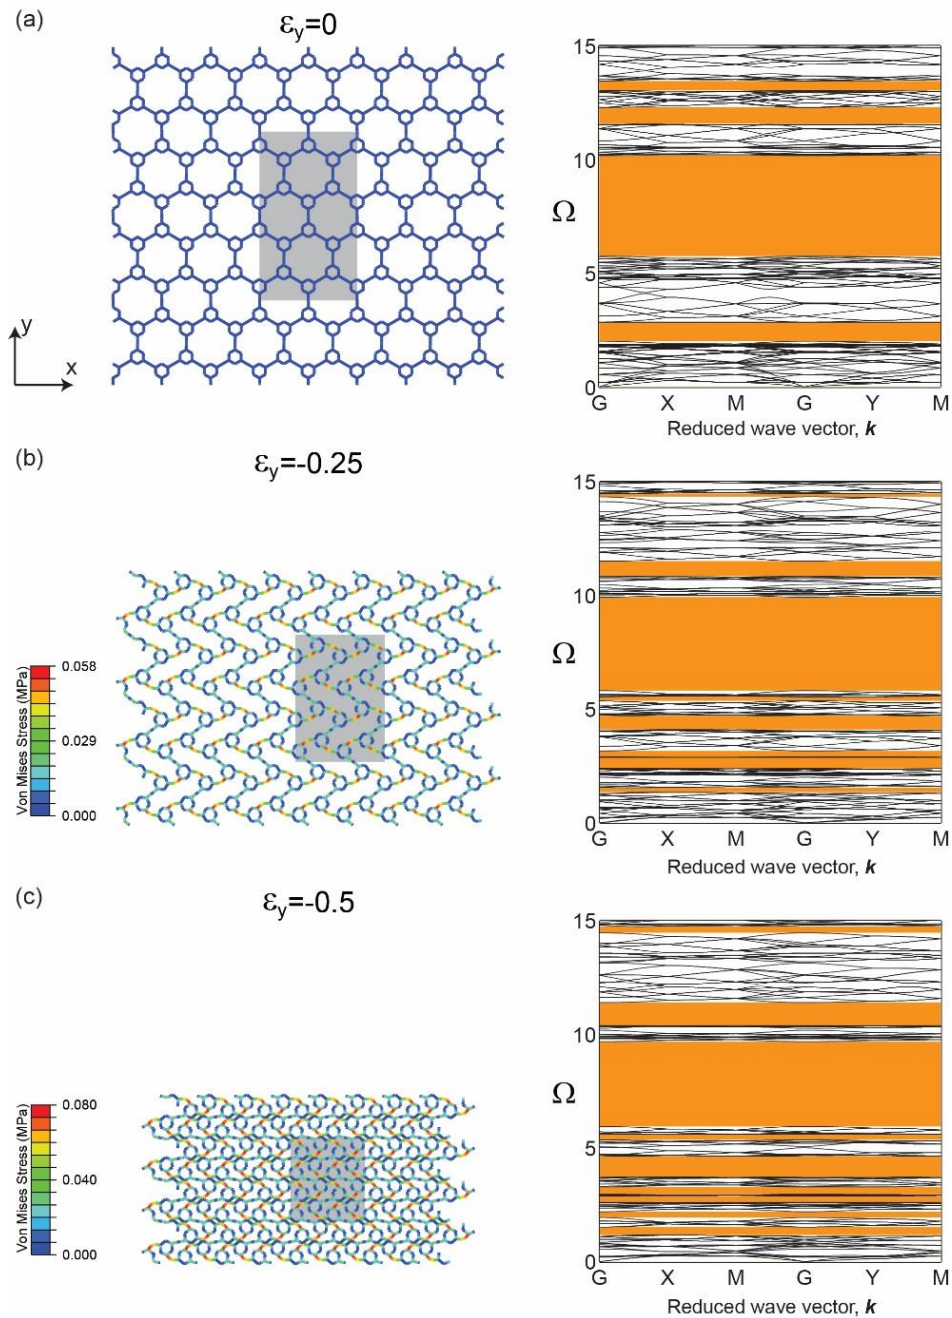 (a)
εy=0
15
10
Ω
5
0
y
x
G X M G Y M
Reduced wave vector, k
(b)
εy=-0.25
15
10
Ω
5
0
Von Mises Stress (MPa)
0.058
0.029
0.000
G X M G Y M
Reduced wave vector, k
(c)
εy=-0.5
15
10
Ω
5
0
Von Mises Stress (MPa)
0.080
0.040
0.000
G X M G Y M
Reduced wave vector, k